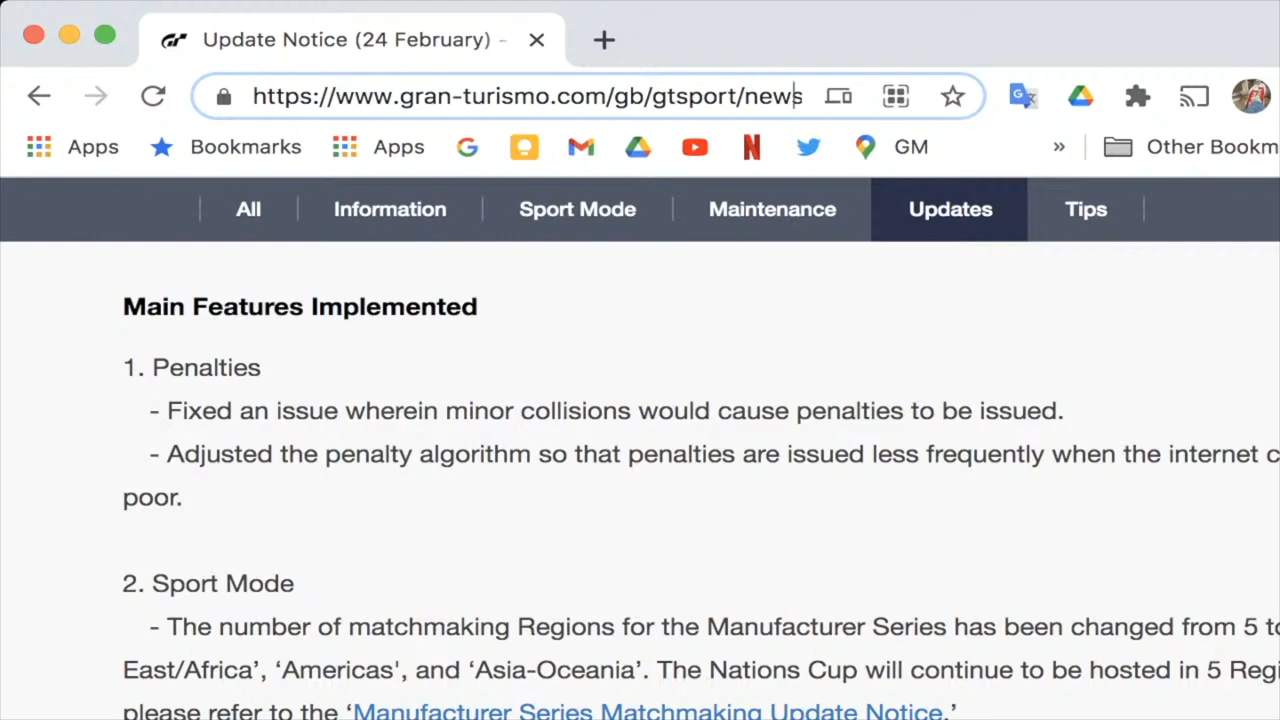 Update Notice (24 February) -
https://www.gran-turismo.com/gb/gtsport/news
Apps Bookmarks Apps GM » Other Bookm
All Information Sport Mode Maintenance Updates Tips
Main Features Implemented
1. Penalties
- Fixed an issue wherein minor collisions would cause penalties to be issued.
- Adjusted the penalty algorithm so that penalties are issued less frequently when the internet c
poor.
2. Sport Mode
- The number of matchmaking Regions for the Manufacturer Series has been changed from 5 to
East/Africa’, ‘Americas', and ‘Asia-Oceania’. The Nations Cup will continue to be hosted in 5 Regi
please refer to the ‘Manufacturer Series Matchmaking Update Notice.’